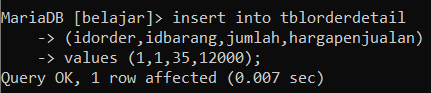 MariaDB [belajar]> insert into tblorderdetail
    -> (idorder,idbarang,jumlah,hargapenjualan)
    -> values (1,1,35,12000);
Query OK, 1 row affected (0.007 sec)